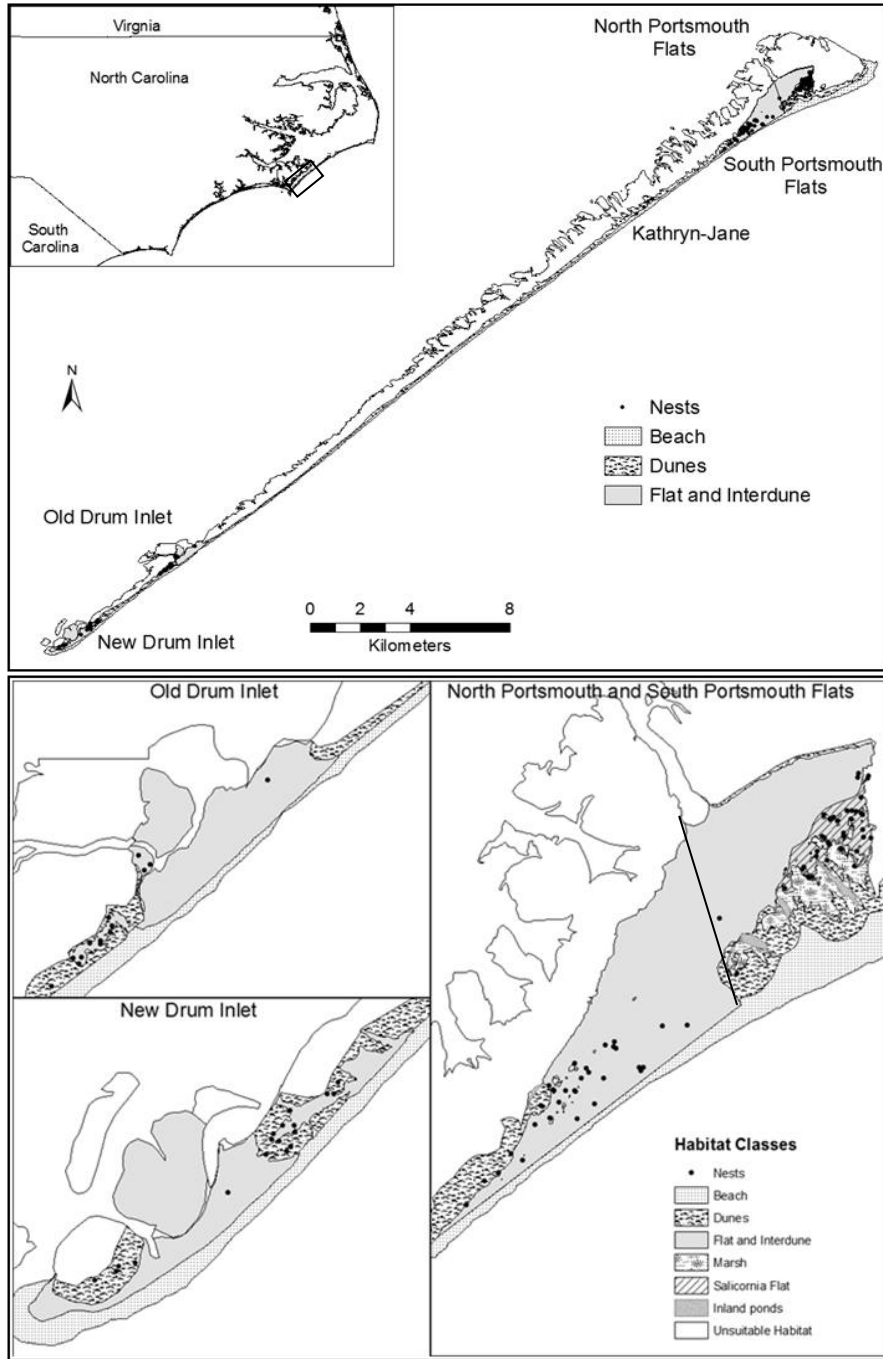 Virgnia
North Carolina
South
Carolina
North Portsmouth
Flats
South Portsmouth
Flats
Kathryn-Jane
N
Nests
Beach
Dunes
Flat and Interdune
Old Drum Inlet
New Drum Inlet
0 2 4 8
Kilometers
Old Drum Inlet
North Portsmouth and South Portsmouth Flats
New Drum Inlet
Habitat Classes
Nests
Beach
Dunes
Flat and Interdune
Marsh
Salicornia Flat
Inland ponds
Unsuitable Habitat